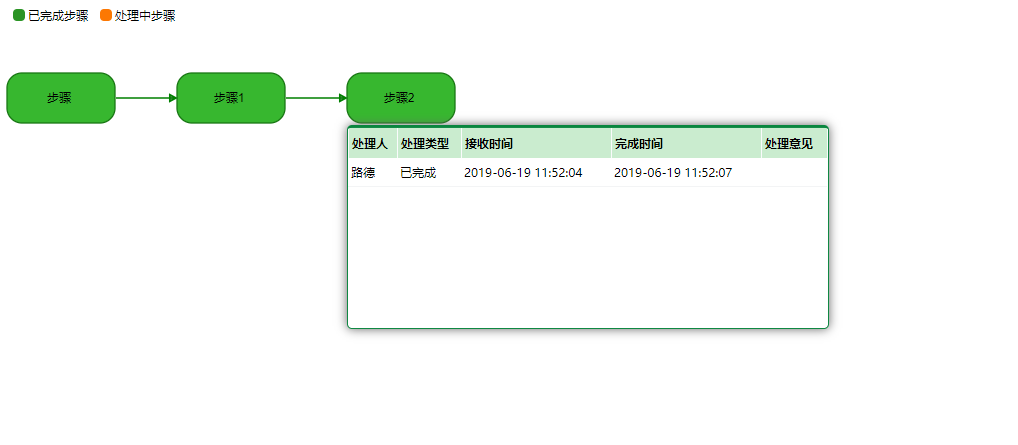 已完成步骤 处理中步骤
步骤 步骤1 步骤2
处理人 处理类型 接收时间 完成时间 处理意见
路德 已完成 2019-06-19 11:52:04 2019-06-19 11:52:07